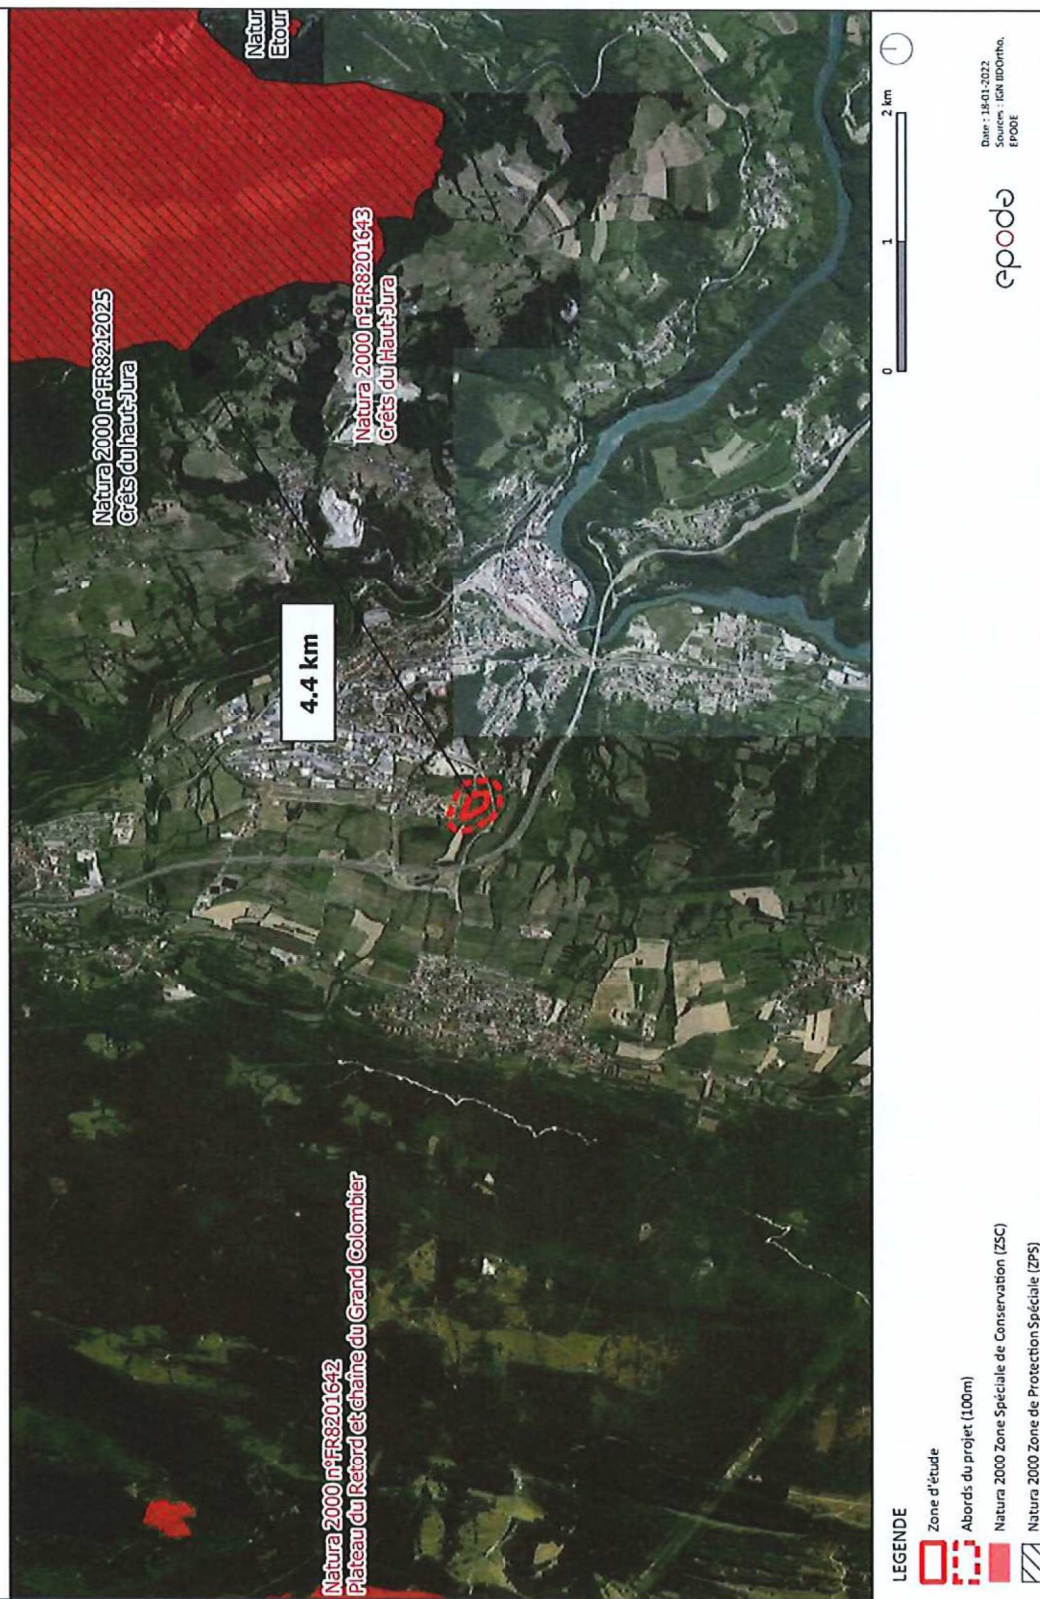 Natura 2000 n°FR8201642
Plateau du Retord et chaîne du Grand Colombier
4.4 km
Natura 2000 n°FR8212025
Crêts du haut-Jura
Natura 2000 n°FR8201643
Crêts du Haut-Jura
Natur
Etour
LEGENDE
Zone d'étude
Abords du projet (100m)
Natura 2000 Zone Spéciale de Conservation (ZSC)
Natura 2000 Zone de Protection Spéciale (ZPS)
0 1 2 km
epode
Date : 18-01-2022
Sources : IGN BDOrtho,
EPODE